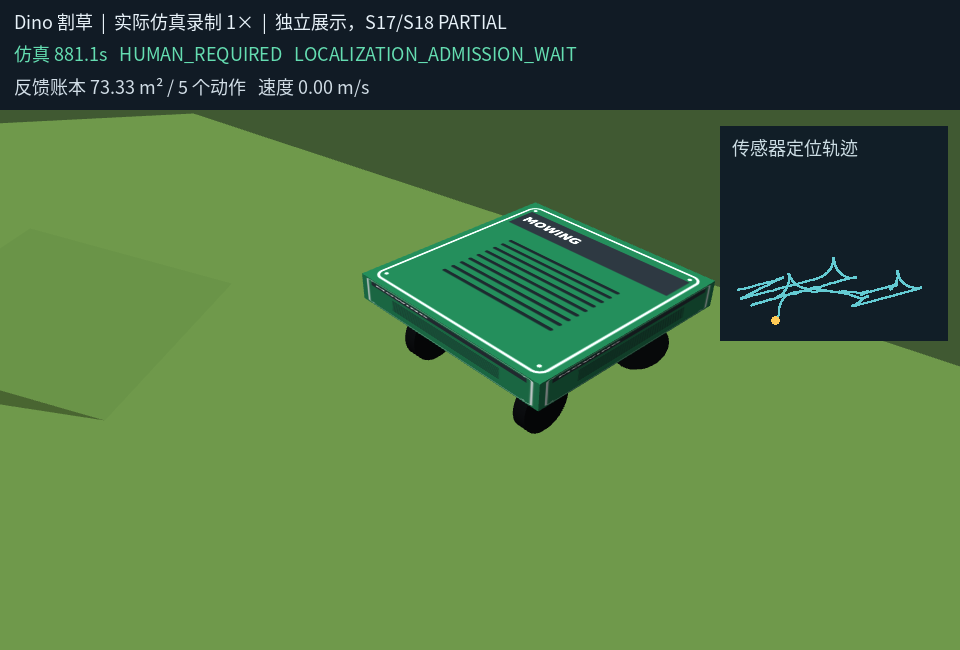 Dino 割草 | 实际仿真录制 1× | 独立展示，S17/S18 PARTIAL
仿真 881.1s HUMAN_REQUIRED LOCALIZATION_ADMISSION_WAIT
反馈账本 73.33 m² / 5 个动作 速度 0.00 m/s
传感器定位轨迹
MOWING